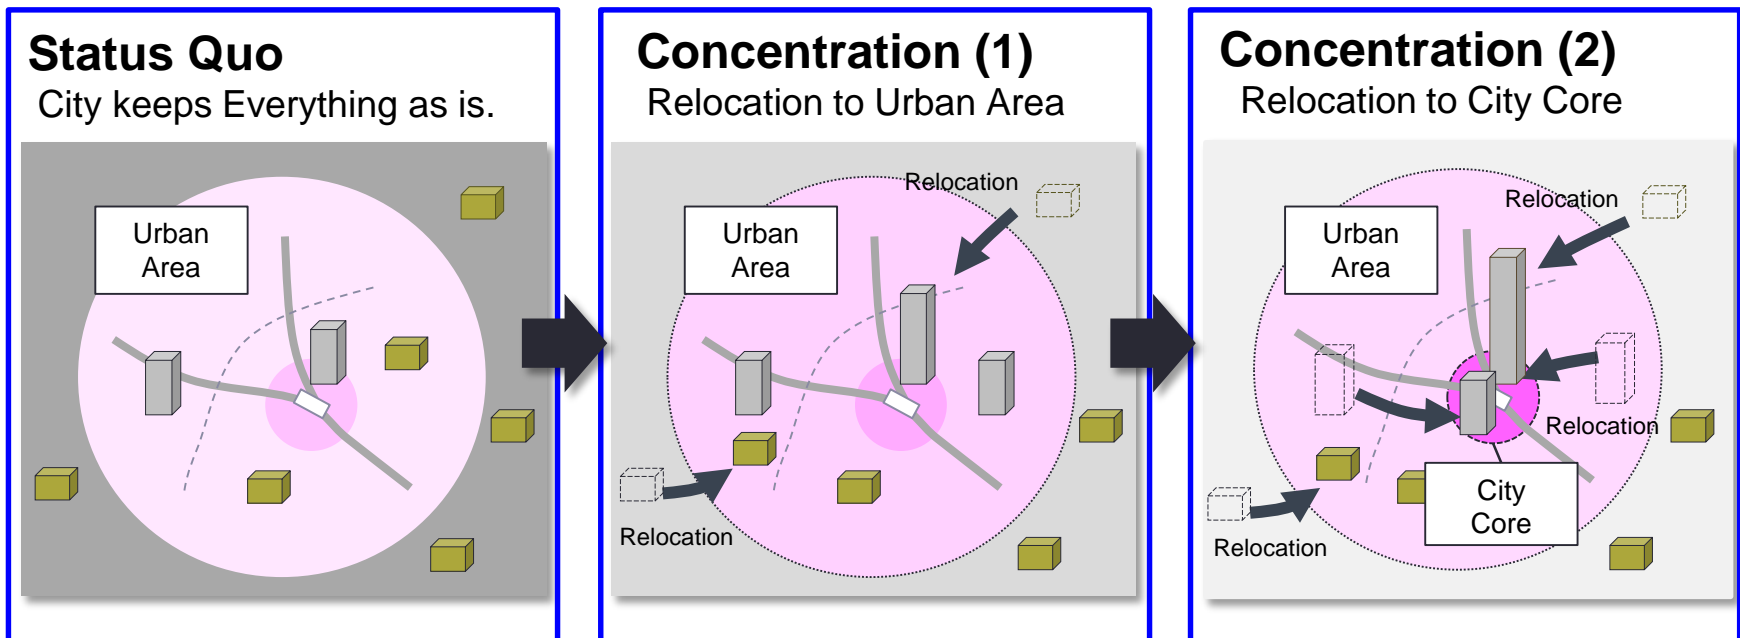 Status Quo
City keeps Everything as is.
Urban
Area
Concentration (1)
Relocation to Urban Area
Relocation
Urban
Area
Relocation
Concentration (2)
Relocation to City Core
Relocation
Urban
Area
Relocation
City
Core
Relocation